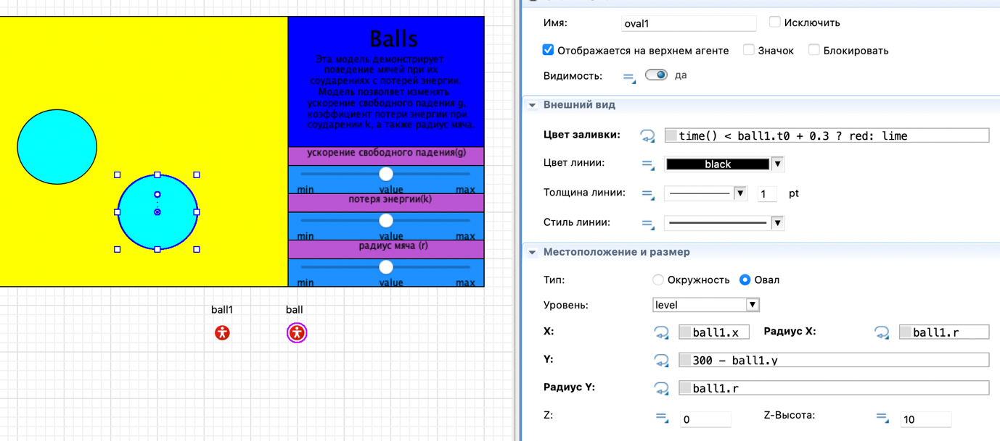 Balls
Эта модель демонстрирует
поведение мячей при их
соударениях с потерей энергии.
Модель позволяет изменять
ускорение свободного падения g,
коэффициент потери энергии при
соударении k, а также радиус мяча.
ускорение свободного падения(g)
min value max
потеря энергии(k)
min value max
радиус мяча (r)
min value max
ball1 ball
Имя: oval1 Исключить
Отображается на верхнем агенте Значок Блокировать
Видимость: да
Внешний вид
Цвет заливки: time() < ball1.t0 + 0.3 ? red: lime
Цвет линии: black
Толщина линии: 1 pt
Стиль линии:
Местоположение и размер
Тип: Окружность Овал
Уровень: level
X: ball1.x Радиус X: ball1.r
Y: 300 - ball1.y
Радиус Y: ball1.r
Z: 0 Z-Высота: 10